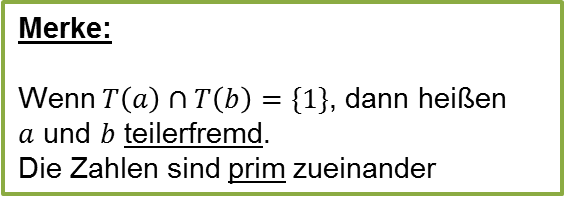 Merke:
Wenn 𝑇(𝑎) ∩ 𝑇(𝑏) = {1}, dann heißen
𝑎 und 𝑏 teilerfremd.
Die Zahlen sind prim zueinander